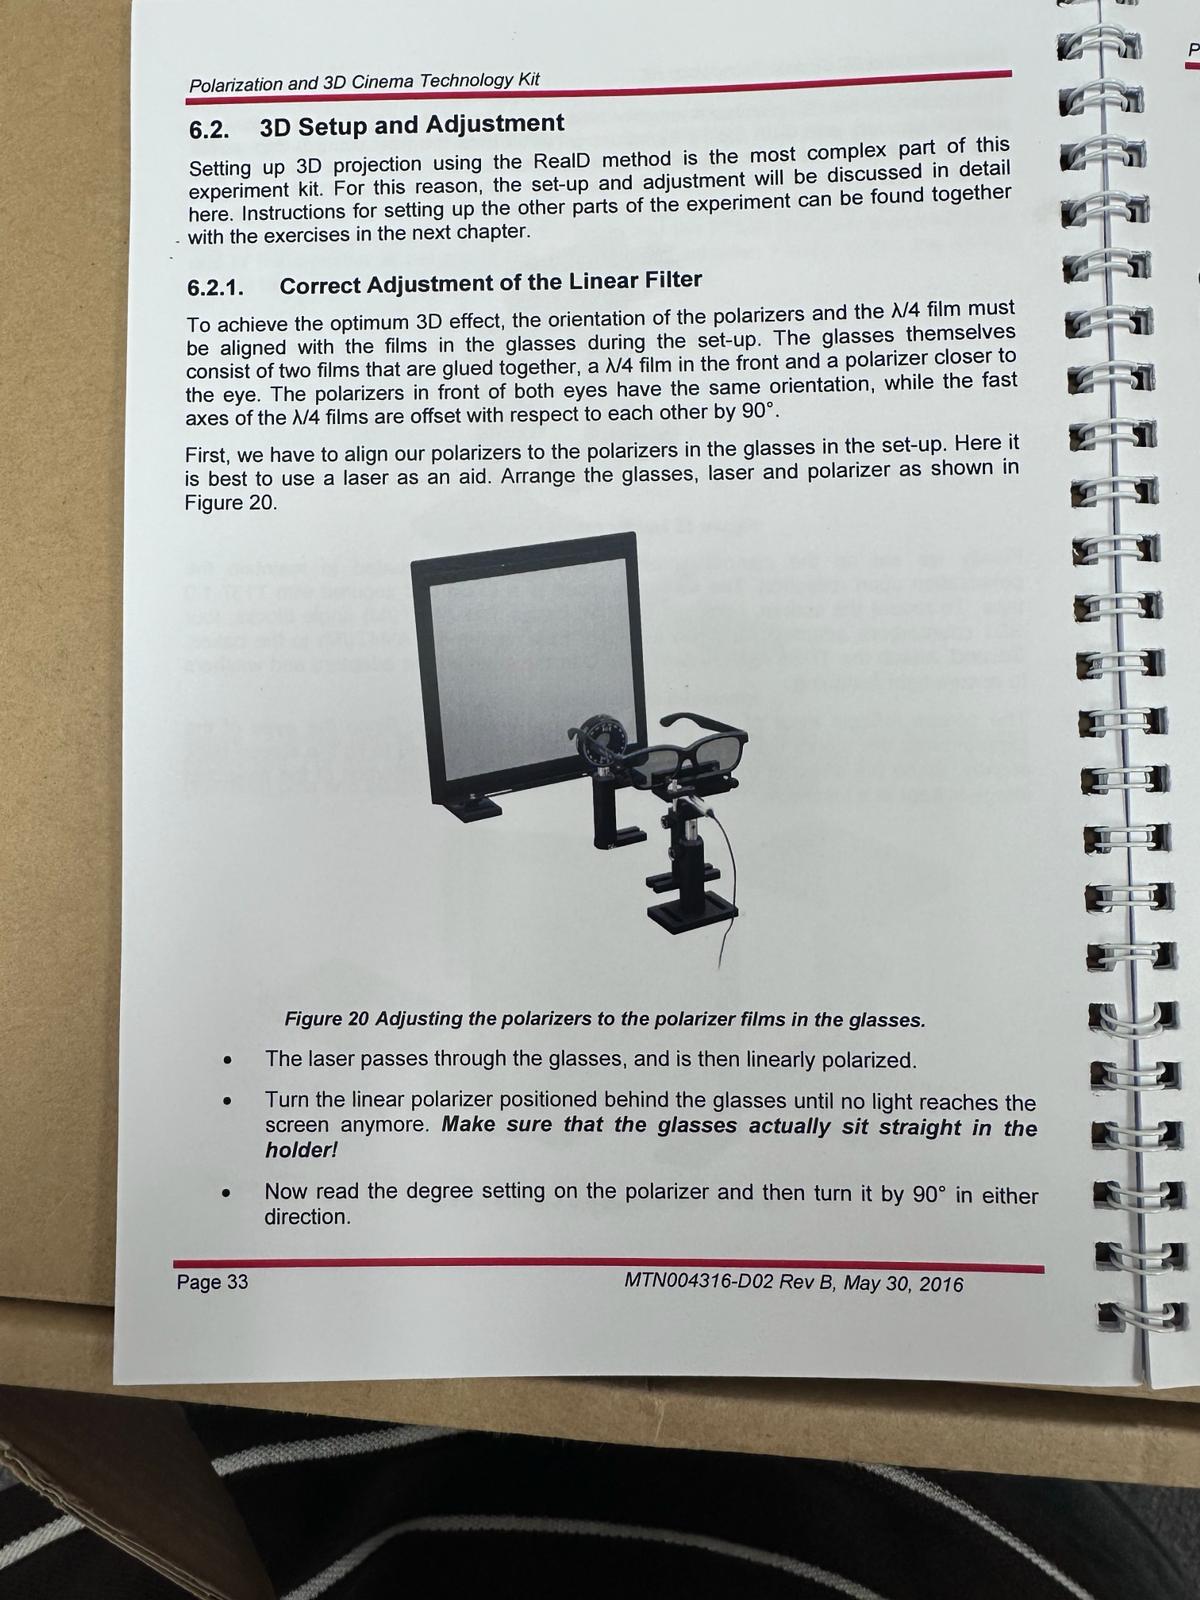 Polarization and 3D Cinema Technology Kit
6.2. 3D Setup and Adjustment
Setting up 3D projection using the RealD method is the most complex part of this
experiment kit. For this reason, the set-up and adjustment will be discussed in detail
here. Instructions for setting up the other parts of the experiment can be found together
with the exercises in the next chapter.
6.2.1. Correct Adjustment of the Linear Filter
To achieve the optimum 3D effect, the orientation of the polarizers and the λ/4 film must
be aligned with the films in the glasses during the set-up. The glasses themselves
consist of two films that are glued together, a λ/4 film in the front and a polarizer closer to
the eye. The polarizers in front of both eyes have the same orientation, while the fast
axes of the λ/4 films are offset with respect to each other by 90°.
First, we have to align our polarizers to the polarizers in the glasses in the set-up. Here it
is best to use a laser as an aid. Arrange the glasses, laser and polarizer as shown in
Figure 20.
Figure 20 Adjusting the polarizers to the polarizer films in the glasses.
• The laser passes through the glasses, and is then linearly polarized.
• Turn the linear polarizer positioned behind the glasses until no light reaches the
screen anymore. Make sure that the glasses actually sit straight in the
holder!
• Now read the degree setting on the polarizer and then turn it by 90° in either
direction.
Page 33 MTN004316-D02 Rev B, May 30, 2016
P